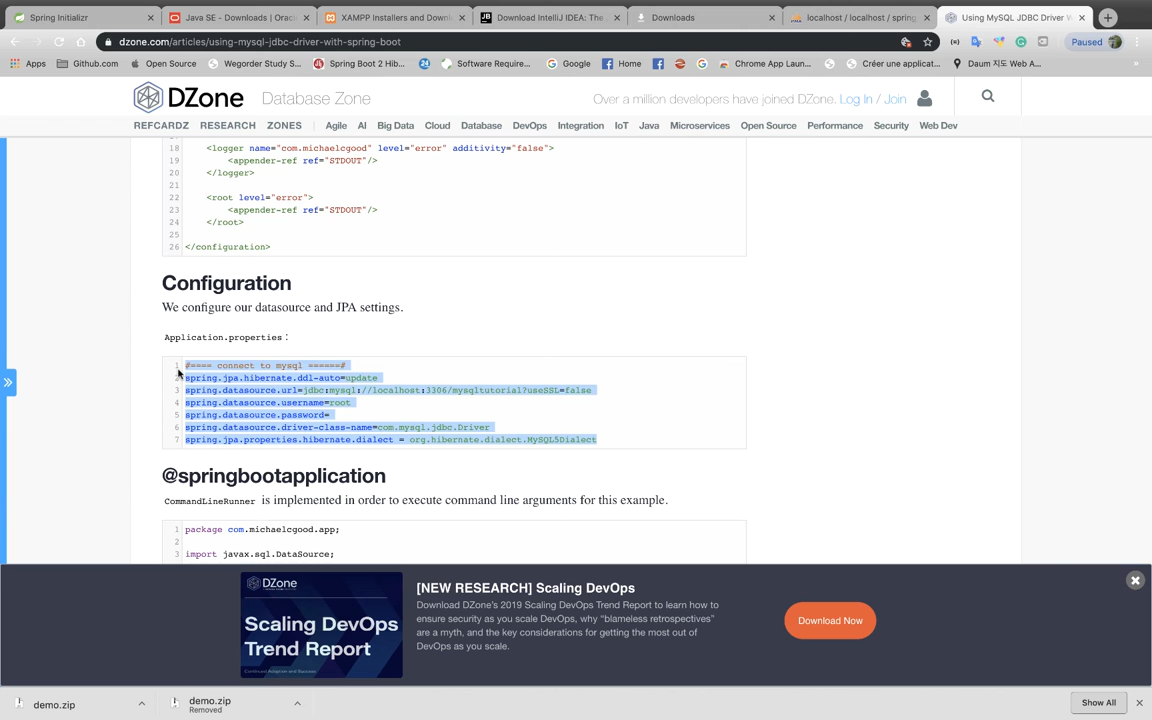 Spring Initializr
Java SE - Downloads | Orac
XAMPP Installers and Downl
Download IntelliJ IDEA: The
Downloads
localhost / localhost / spring
Using MySQL JDBC Driver W
dzone.com/articles/using-mysql-jdbc-driver-with-spring-boot
Paused
Apps
Github.com
Open Source
Wegorder Study S...
Spring Boot 2 Hib...
Software Require...
Google
Home
Chrome App Laun...
Créer une applicat...
Daum 지도 Web A...
DZone
Database Zone
Over a million developers have joined DZone. Log In / Join
REFCARDZ RESEARCH ZONES Agile AI Big Data Cloud Database DevOps Integration IoT Java Microservices Open Source Performance Security Web Dev
18 <logger name="com.michaelcgood" level="error" additivity="false">
19 <appender-ref ref="STDOUT"/>
20 </logger>
21
22 <root level="error">
23 <appender-ref ref="STDOUT"/>
24 </root>
25
26 </configuration>
Configuration
We configure our datasource and JPA settings.
Application.properties:
1 #==== connect to mysql ======#
2 spring.jpa.hibernate.ddl-auto=update
3 spring.datasource.url=jdbc:mysql://localhost:3306/mysqltutorial?useSSL=false
4 spring.datasource.username=root
5 spring.datasource.password=
6 spring.datasource.driver-class-name=com.mysql.jdbc.Driver
7 spring.jpa.properties.hibernate.dialect = org.hibernate.dialect.MySQL5Dialect
@springbootapplication
CommandLineRunner is implemented in order to execute command line arguments for this example.
1 package com.michaelcgood.app;
2
3 import javax.sql.DataSource;
DZone
Scaling DevOps
Trend Report
[NEW RESEARCH] Scaling DevOps
Download DZone's 2019 Scaling DevOps Trend Report to learn how to
ensure security as you scale DevOps, why "blameless retrospectives"
are a myth, and the key considerations for getting the most out of
DevOps as you scale.
Download Now
demo.zip
demo.zip
Removed
Show All